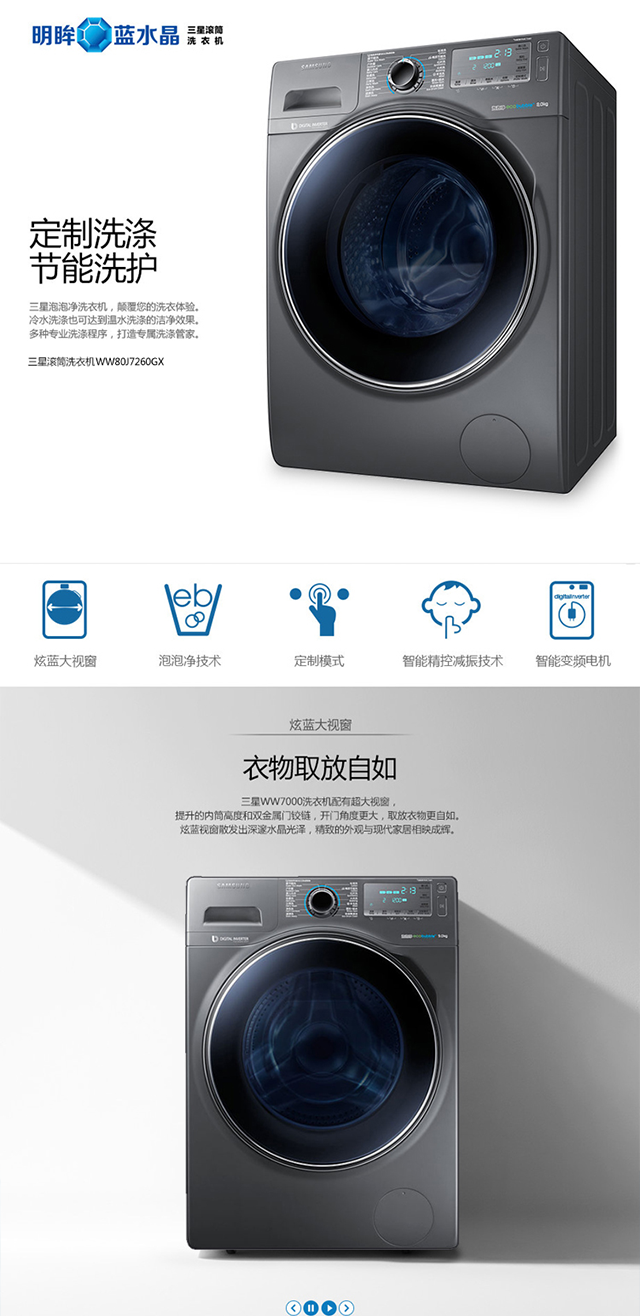 明眸 蓝水晶 三星滚筒
洗衣机
SAMSUNG
2:13
1200
DIGITAL INVERTER
定制洗涤
节能洗护
三星泡泡净洗衣机，颠覆您的洗衣体验。
冷水洗涤也可达到温水洗涤的洁净效果。
多种专业洗涤程序，打造专属洗涤管家。
三星滚筒洗衣机WW80J7260GX
eb
digital inverter
炫蓝大视窗 泡泡净技术 定制模式 智能精控减振技术 智能变频电机
炫蓝大视窗
衣物取放自如
三星WW7000洗衣机配有超大视窗，
提升的内筒高度和双金属门铰链，开门角度更大，取放衣物更自如。
炫蓝视窗散发出深邃水晶光泽，精致的外观与现代家居相映成辉。
SAMSUNG
2:13
1200
DIGITAL INVERTER
9.0kg